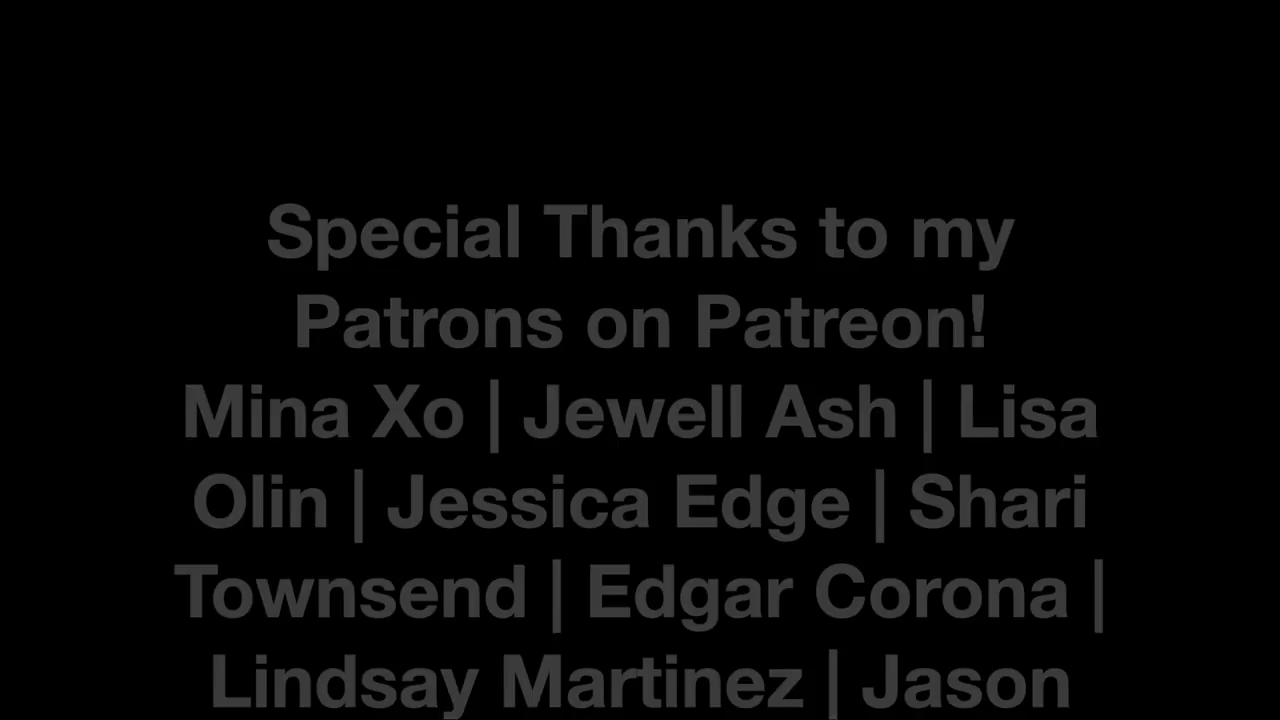 Special Thanks to my
Patrons on Patreon!
Mina Xo | Jewell Ash | Lisa
Olin | Jessica Edge | Shari
Townsend | Edgar Corona |
Lindsay Martinez | Jason